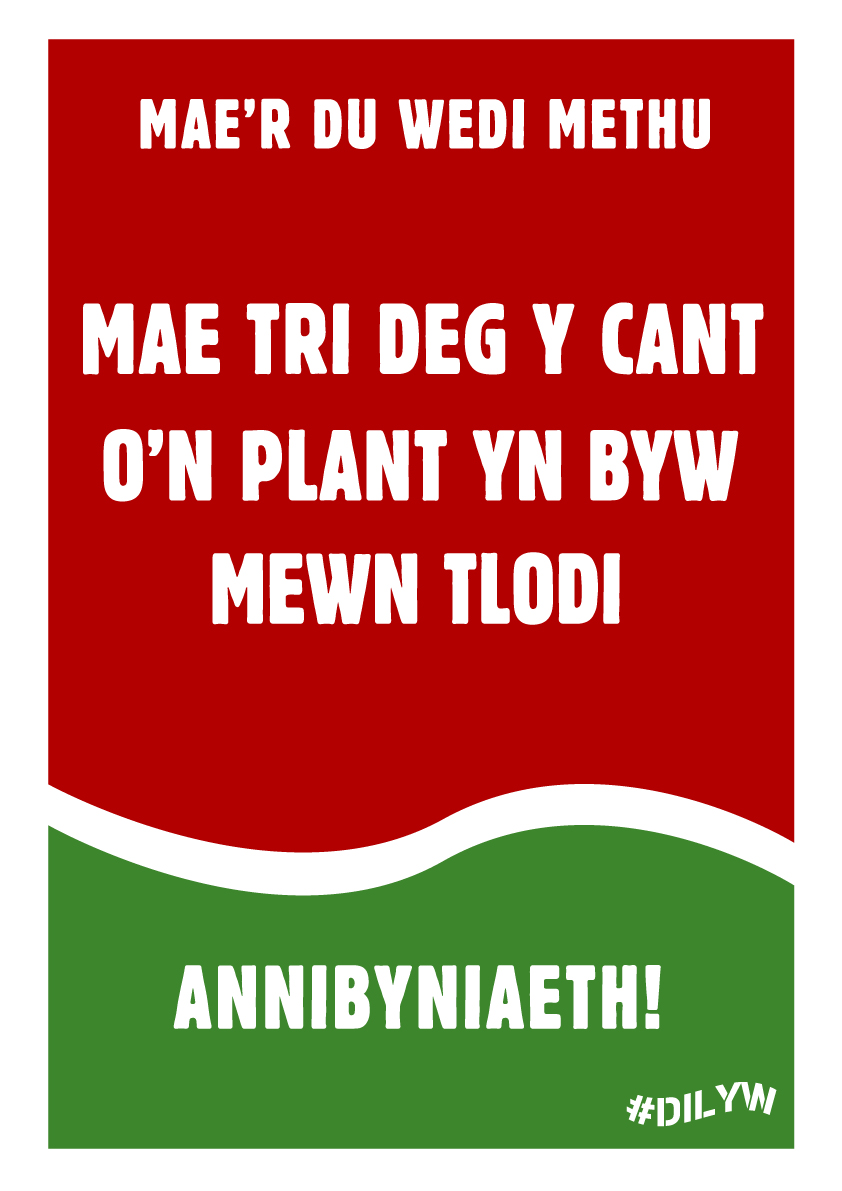 MAE'R DU WEDI METHU
MAE TRI DEG Y CANT
O'N PLANT YN BYW
MEWN TLODI
ANNIBYNIAETH!
#DILYW